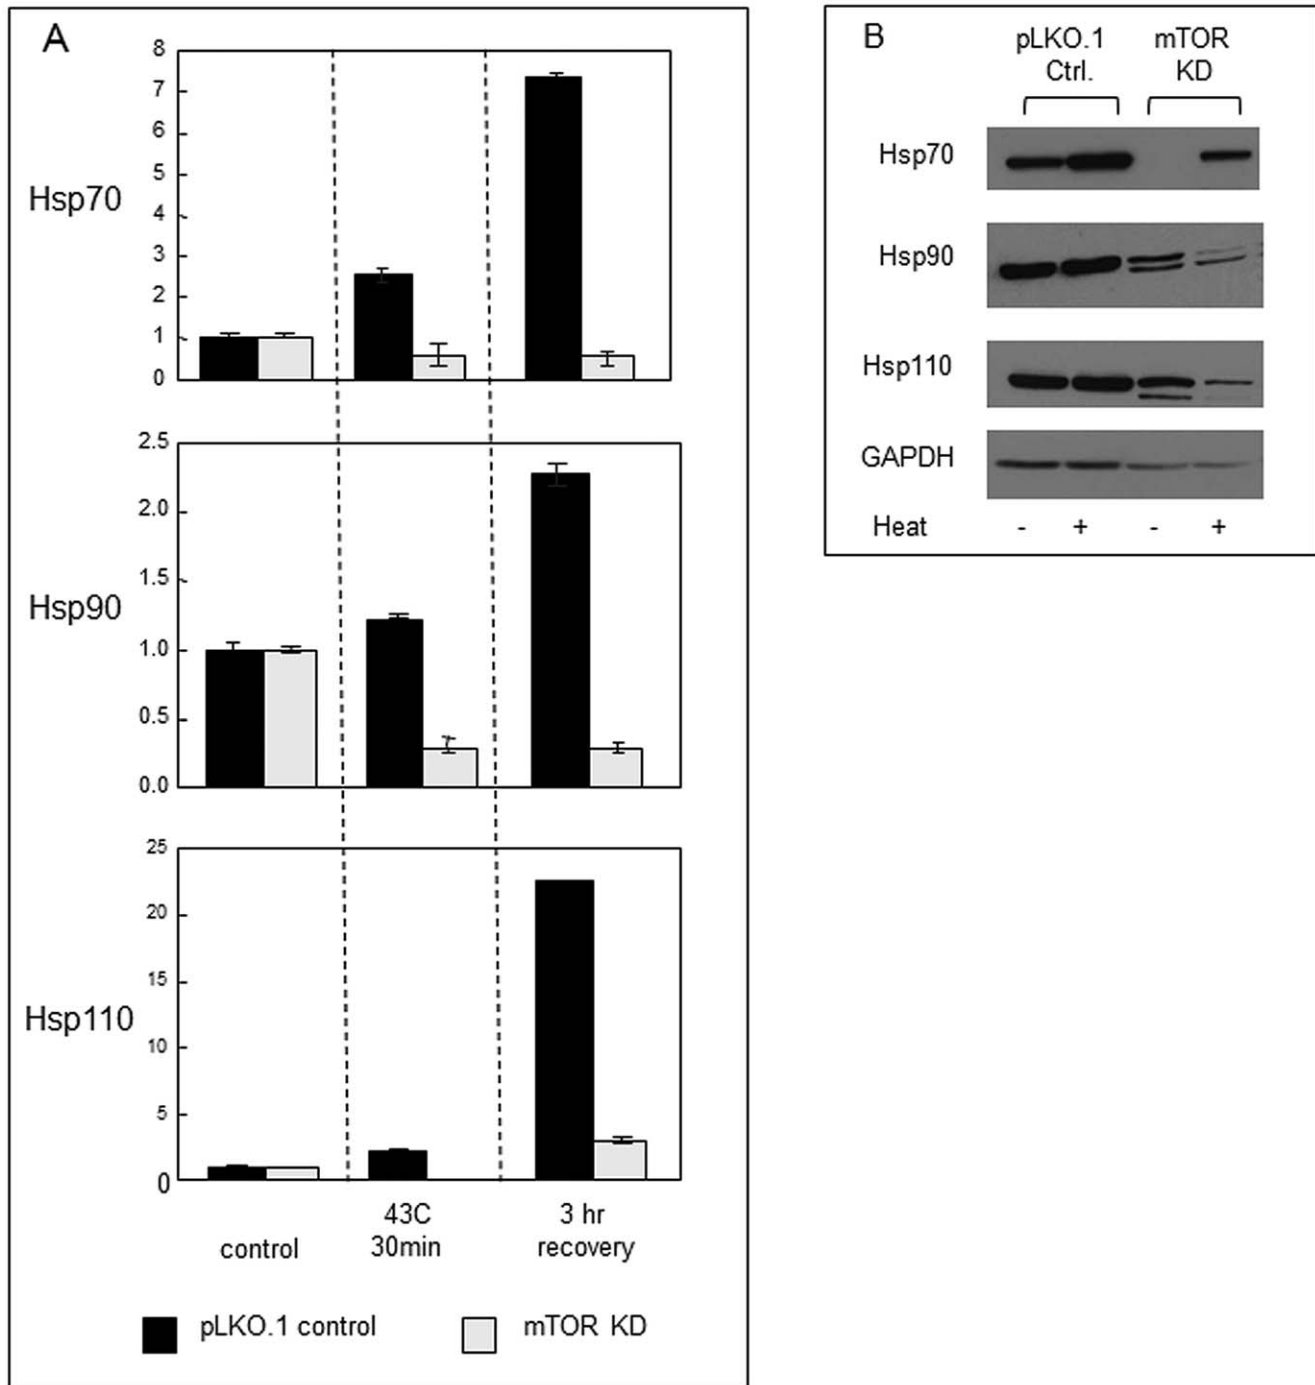 A
8
7
6
5
4
3
2
1
0
Hsp70
2.5
2.0
1.5
1.0
0.5
0.0
Hsp90
25
20
15
10
5
0
Hsp110
control
43C
30min
3 hr
recovery
pLKO.1 control
mTOR KD
B
pLKO.1
Ctrl.
mTOR
KD
Hsp70
Hsp90
Hsp110
GAPDH
Heat - + - +